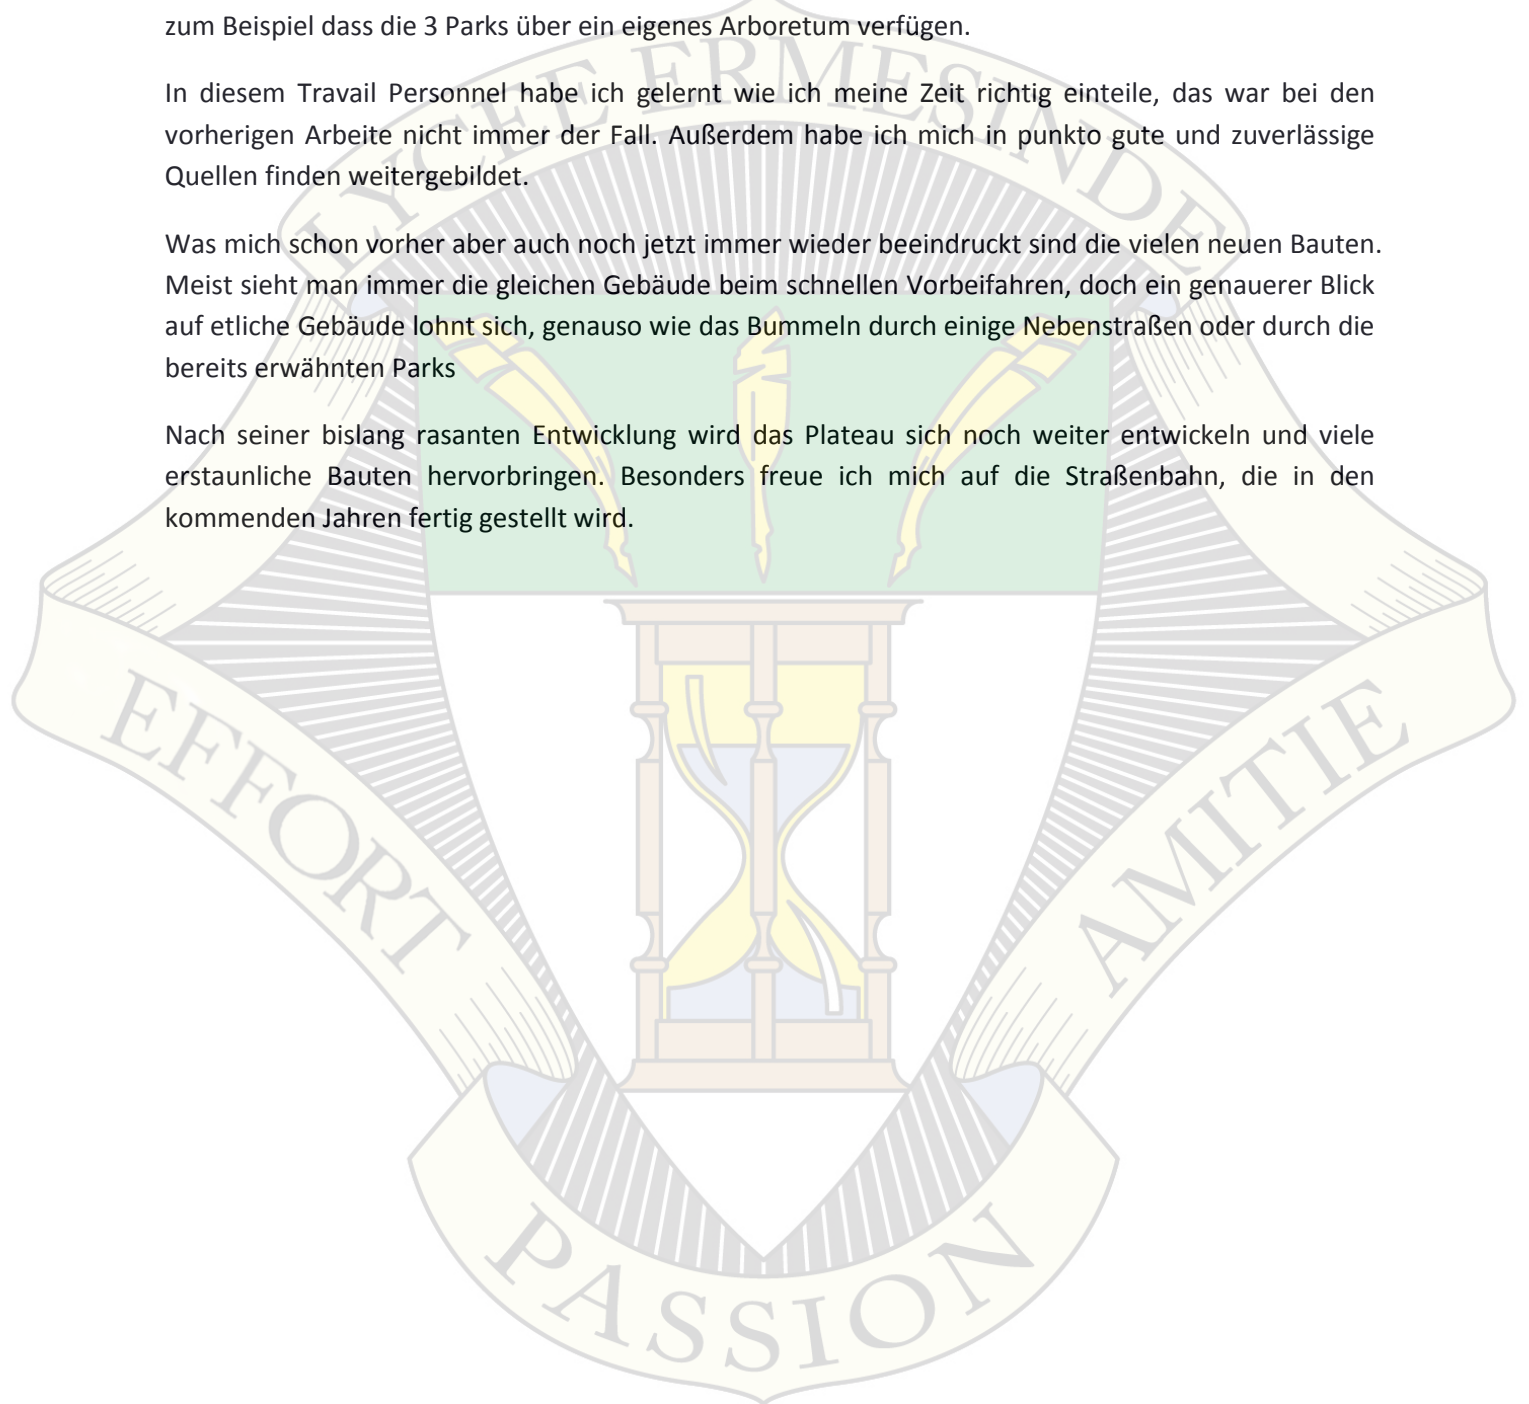 zum Beispiel dass die 3 Parks über ein eigenes Arboretum verfügen.
In diesem Travail Personnel habe ich gelernt wie ich meine Zeit richtig einteile, das war bei den
vorherigen Arbeite nicht immer der Fall. Außerdem habe ich mich in punkto gute und zuverlässige
Quellen finden weitergebildet.
Was mich schon vorher aber auch noch jetzt immer wieder beeindruckt sind die vielen neuen Bauten.
Meist sieht man immer die gleichen Gebäude beim schnellen Vorbeifahren, doch ein genauerer Blick
auf etliche Gebäude lohnt sich, genauso wie das Bummeln durch einige Nebenstraßen oder durch die
bereits erwähnten Parks
Nach seiner bislang rasanten Entwicklung wird das Plateau sich noch weiter entwickeln und viele
erstaunliche Bauten hervorbringen. Besonders freue ich mich auf die Straßenbahn, die in den
kommenden Jahren fertig gestellt wird.
LYCEE ERMESINDE
EFFORT
AMITIE
PASSION